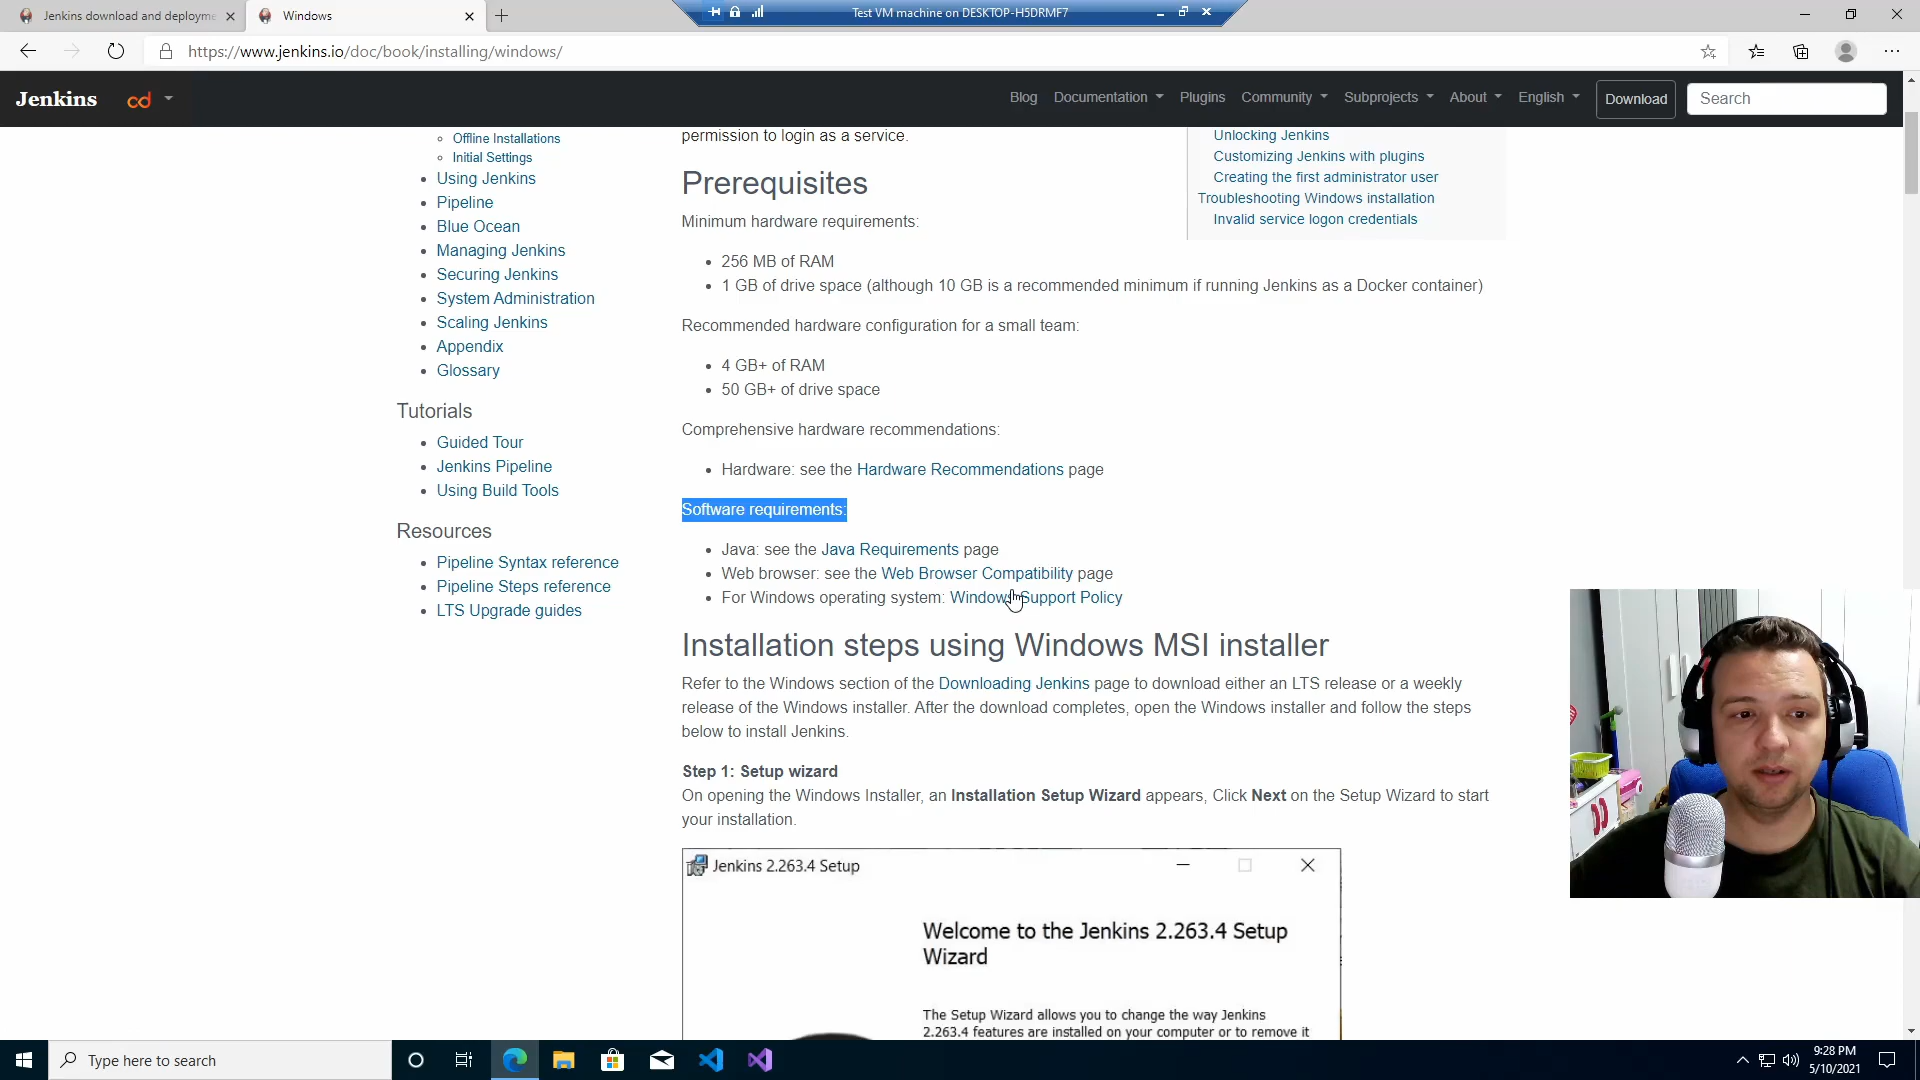 Jenkins download and deployme
Windows
Test VM machine on DESKTOP-H5DRMF7
https://www.jenkins.io/doc/book/installing/windows/
Jenkins
cd
Blog
Documentation
Plugins
Community
Subprojects
About
English
Download
Search
Offline Installations
Initial Settings
Using Jenkins
Pipeline
Blue Ocean
Managing Jenkins
Securing Jenkins
System Administration
Scaling Jenkins
Appendix
Glossary
Tutorials
Guided Tour
Jenkins Pipeline
Using Build Tools
Resources
Pipeline Syntax reference
Pipeline Steps reference
LTS Upgrade guides
permission to login as a service.
Prerequisites
Minimum hardware requirements:
256 MB of RAM
1 GB of drive space (although 10 GB is a recommended minimum if running Jenkins as a Docker container)
Recommended hardware configuration for a small team:
4 GB+ of RAM
50 GB+ of drive space
Comprehensive hardware recommendations:
Hardware: see the Hardware Recommendations page
Software requirements:
Java: see the Java Requirements page
Web browser: see the Web Browser Compatibility page
For Windows operating system: Windows Support Policy
Installation steps using Windows MSI installer
Refer to the Windows section of the Downloading Jenkins page to download either an LTS release or a weekly
release of the Windows installer. After the download completes, open the Windows installer and follow the steps
below to install Jenkins.
Step 1: Setup wizard
On opening the Windows Installer, an Installation Setup Wizard appears, Click Next on the Setup Wizard to start
your installation.
Jenkins 2.263.4 Setup
Welcome to the Jenkins 2.263.4 Setup
Wizard
The Setup Wizard allows you to change the way Jenkins
2.263.4 features are installed on your computer or to remove it
Unlocking Jenkins
Customizing Jenkins with plugins
Creating the first administrator user
Troubleshooting Windows installation
Invalid service logon credentials
Type here to search
9:28 PM
5/10/2021